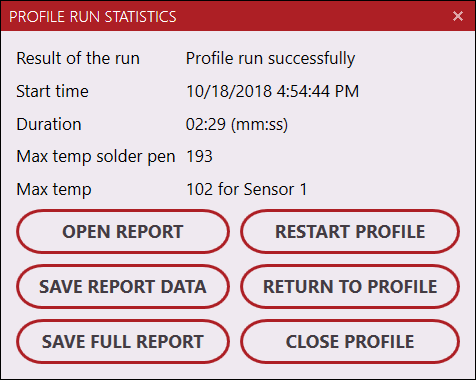 PROFILE RUN STATISTICS
Result of the run Profile run successfully
Start time 10/18/2018 4:54:44 PM
Duration 02:29 (mm:ss)
Max temp solder pen 193
Max temp 102 for Sensor 1
OPEN REPORT RESTART PROFILE
SAVE REPORT DATA RETURN TO PROFILE
SAVE FULL REPORT CLOSE PROFILE